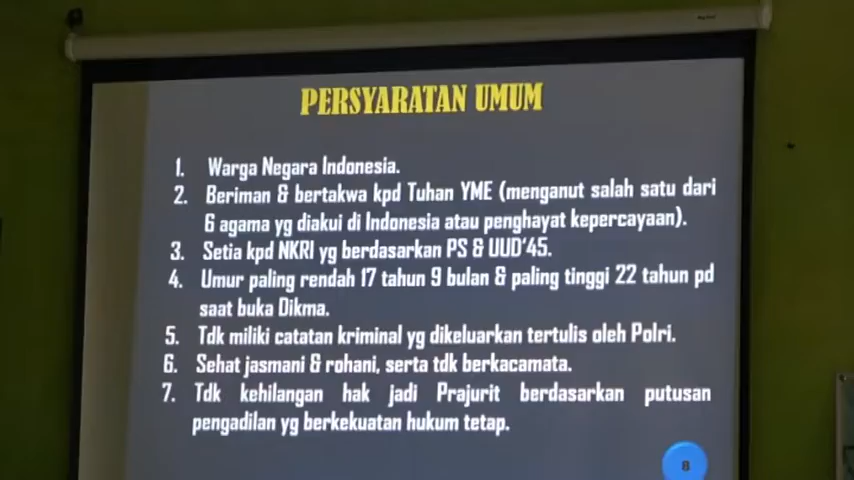 PERSYARATAN UMUM
1. Warga Negara Indonesia.
2. Beriman & bertakwa kpd Tuhan YME (menganut salah satu dari
6 agama yg diakui di Indonesia atau penghayat kepercayaan).
3. Setia kpd NKRI yg berdasarkan PS & UUD'45.
4. Umur paling rendah 17 tahun 9 bulan & paling tinggi 22 tahun pd
saat buka Dikma.
5. Tdk miliki catatan kriminal yg dikeluarkan tertulis oleh Polri.
6. Sehat jasmani & rohani, serta tdk berkacamata.
7. Tdk kehilangan hak jadi Prajurit berdasarkan putusan
pengadilan yg berkekuatan hukum tetap.
8